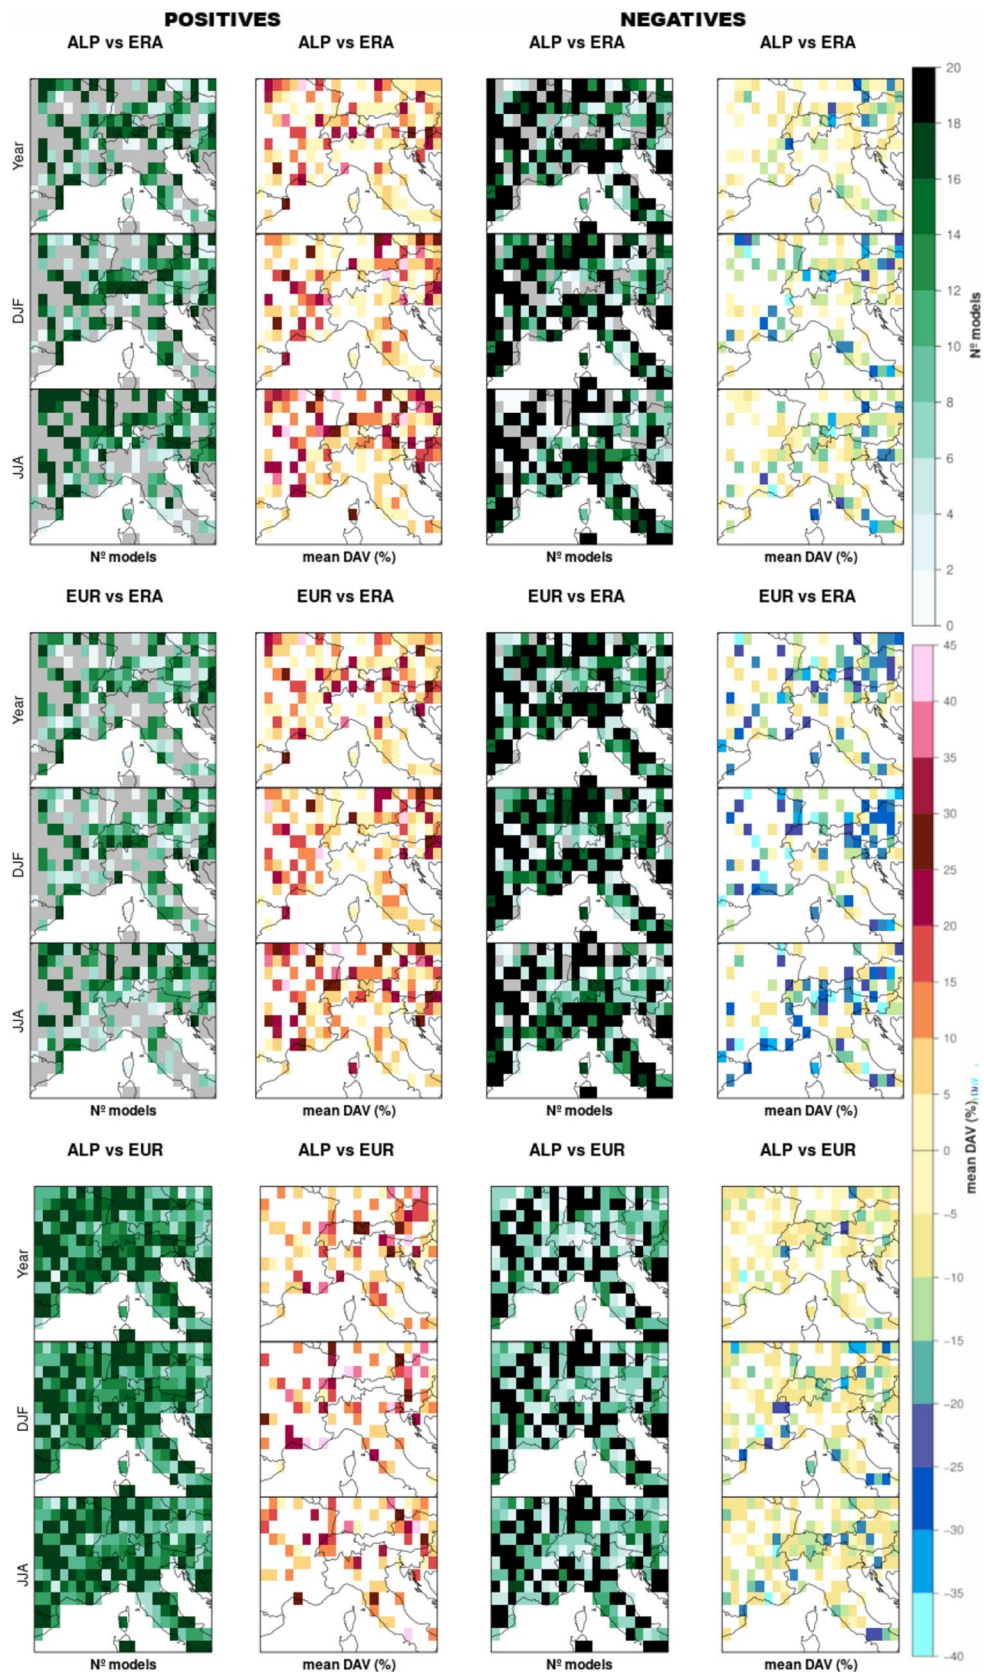 POSITIVES NEGATIVES
ALP vs ERA ALP vs ERA ALP vs ERA ALP vs ERA
Year
DJF
JJA
Nº models mean DAV (%) Nº models mean DAV (%)
20
18
16
14
12
10
8
6
4
2
0
Nº models
EUR vs ERA EUR vs ERA EUR vs ERA EUR vs ERA
Year
DJF
JJA
Nº models mean DAV (%) Nº models mean DAV (%)
ALP vs EUR ALP vs EUR ALP vs EUR ALP vs EUR
Year
DJF
JJA
Nº models mean DAV (%) Nº models mean DAV (%)
45
40
35
30
25
20
15
10
5
0
−5
−10
−15
−20
−25
−30
−35
−40
mean DAV (%)